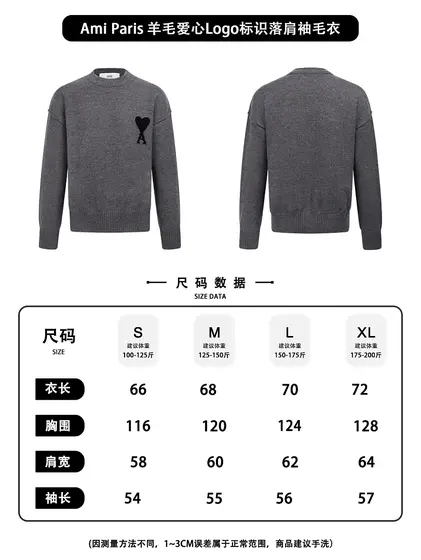 Ami Paris 羊毛爱心Logo标识落肩袖毛衣
尺码数据
SIZE DATA
尺码 S M L XL
SIZE 建议体重 建议体重 建议体重 建议体重
100-125斤 125-150斤 150-175斤 175-200斤
衣长 66 68 70 72
胸围 116 120 124 128
肩宽 58 60 62 64
袖长 54 55 56 57
(因测量方法不同，1~3CM误差属于正常范围，商品建议手洗)